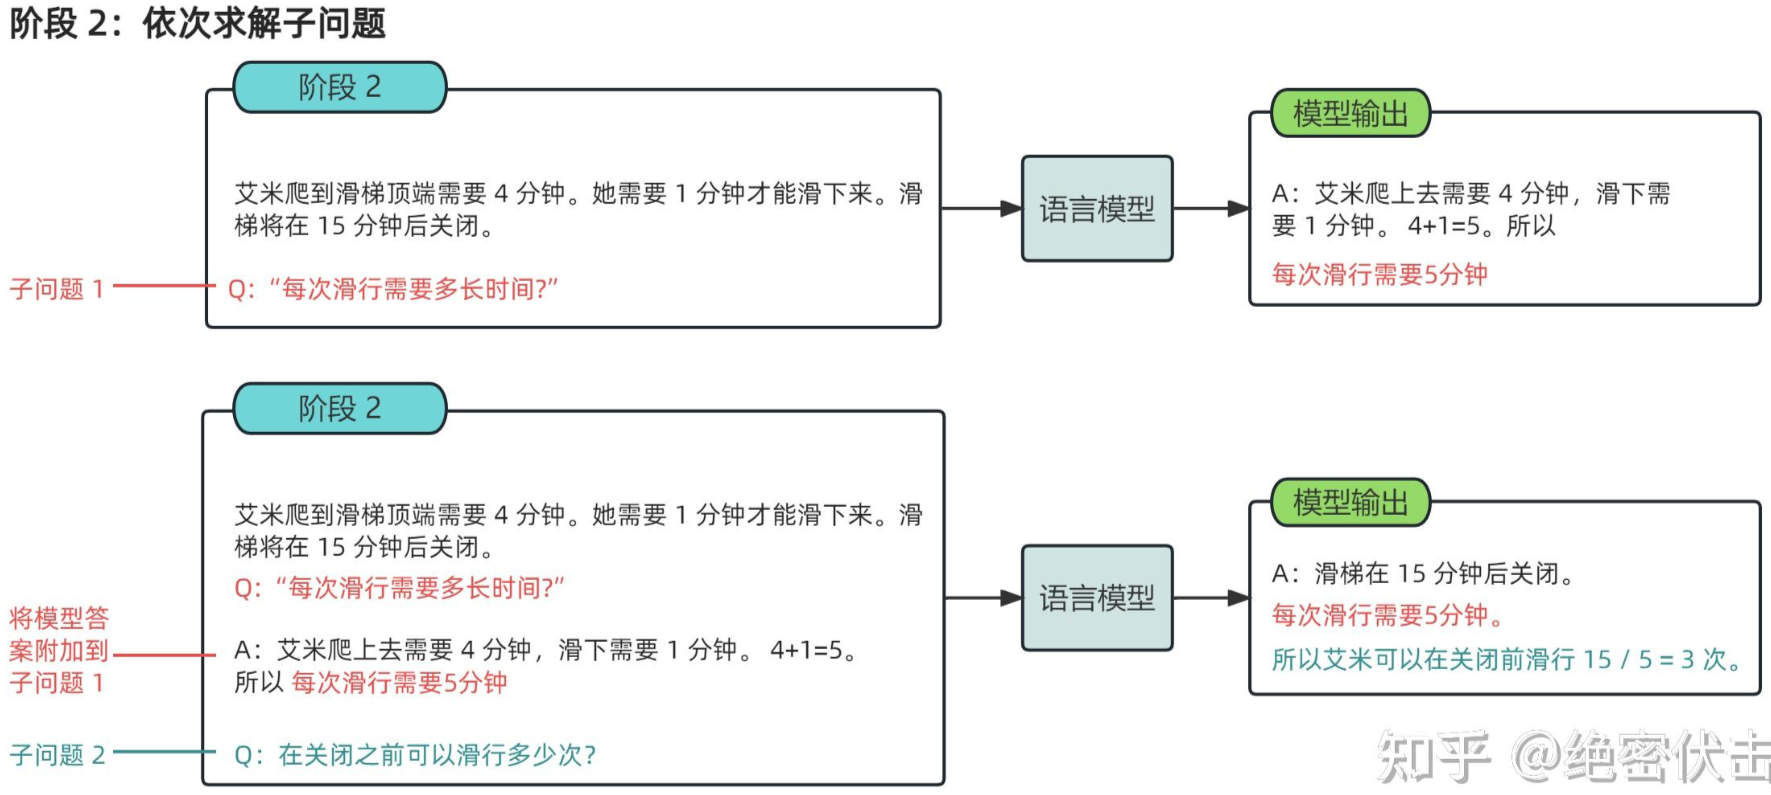 阶段 2：依次求解子问题
阶段 2
艾米爬到滑梯顶端需要 4 分钟。她需要 1 分钟才能滑下来。滑
梯将在 15 分钟后关闭。
子问题 1
Q：“每次滑行需要多长时间?”
语言模型
模型输出
A：艾米爬上去需要 4 分钟，滑下需
要 1 分钟。 4+1=5。所以
每次滑行需要5分钟
阶段 2
艾米爬到滑梯顶端需要 4 分钟。她需要 1 分钟才能滑下来。滑
梯将在 15 分钟后关闭。
Q：“每次滑行需要多长时间?”
将模型答
案附加到
子问题 1
A：艾米爬上去需要 4 分钟，滑下需要 1 分钟。 4+1=5。
所以 每次滑行需要5分钟
子问题 2
Q：在关闭之前可以滑行多少次?
语言模型
模型输出
A：滑梯在 15 分钟后关闭。
每次滑行需要5分钟。
所以艾米可以在关闭前滑行 15 / 5 = 3 次。
知乎 @绝密伏击